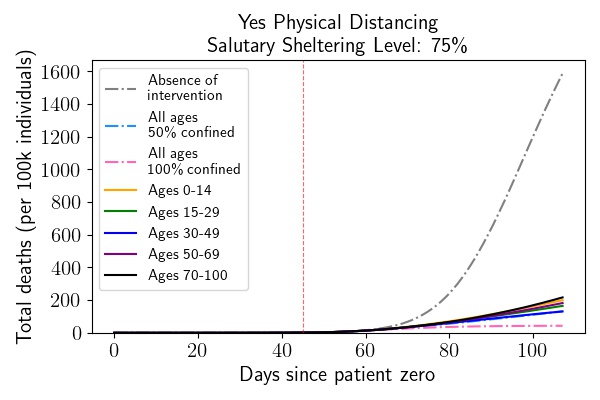 Yes Physical Distancing
Salutary Sheltering Level: 75%
Total deaths (per 100k individuals)
1600
1400
1200
1000
800
600
400
200
0
Absence of
intervention
All ages
50% confined
All ages
100% confined
Ages 0-14
Ages 15-29
Ages 30-49
Ages 50-69
Ages 70-100
0 20 40 60 80 100
Days since patient zero